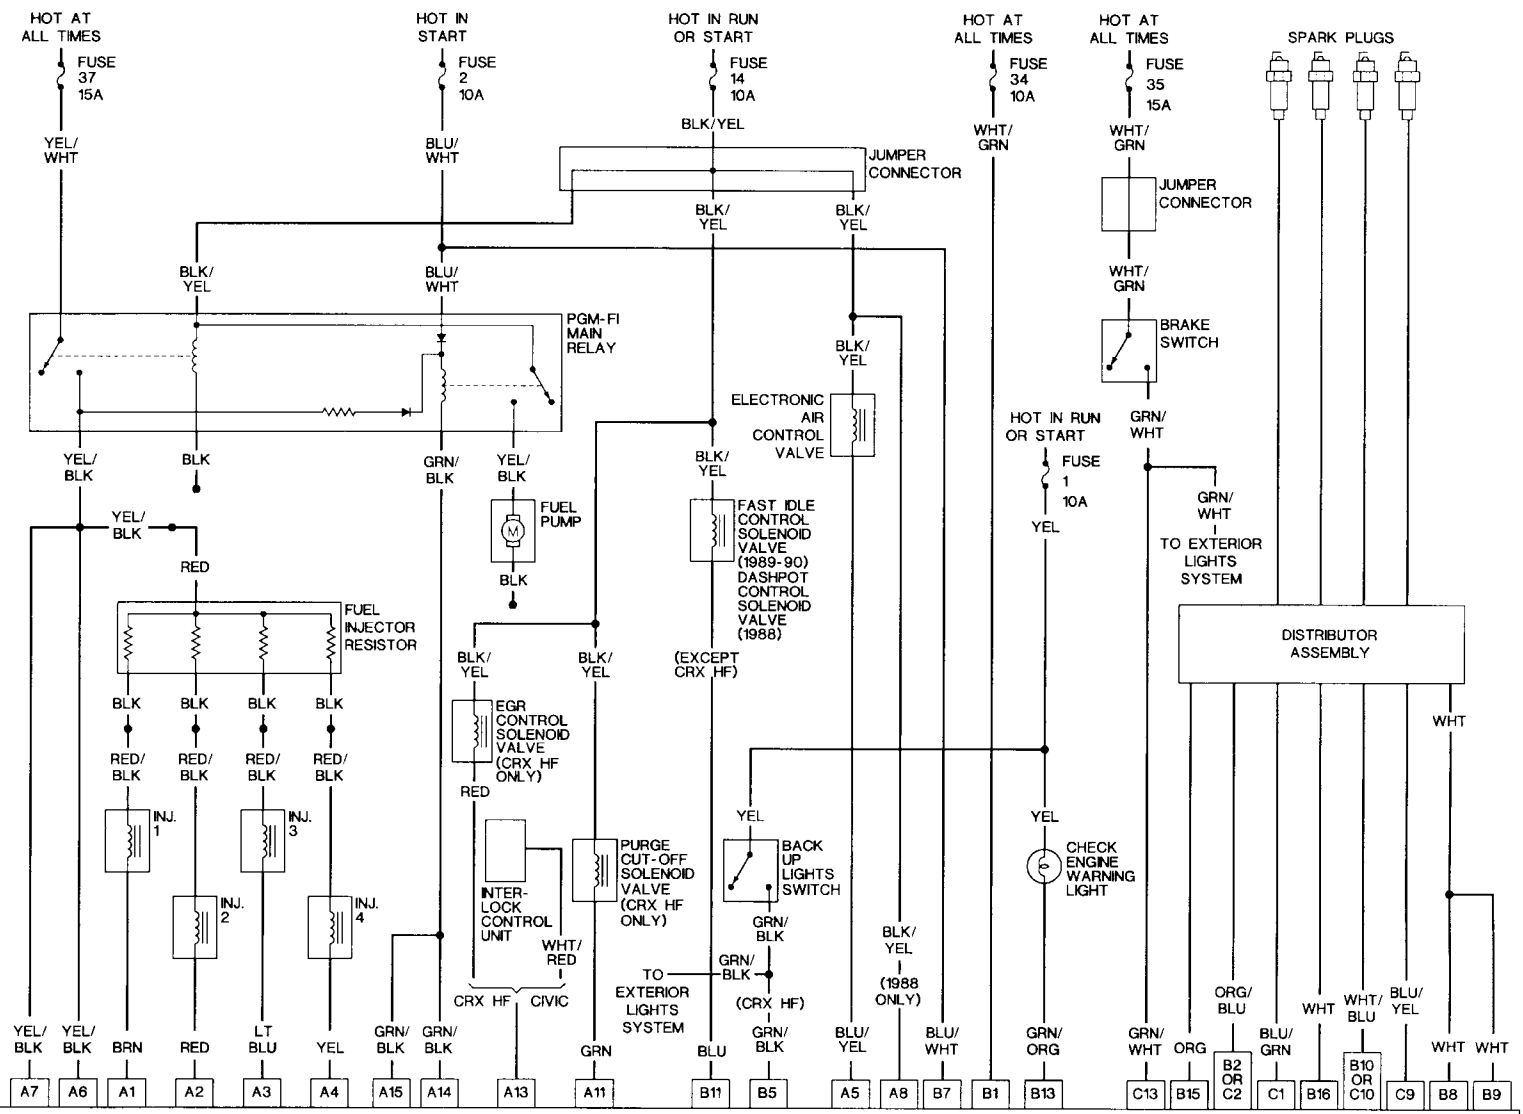 HOT AT
ALL TIMES
FUSE
37
15A
YEL/
WHT
HOT IN
START
FUSE
2
10A
BLU/
WHT
HOT IN RUN
OR START
FUSE
14
10A
BLK/YEL
HOT AT
ALL TIMES
FUSE
34
10A
WHT/
GRN
HOT AT
ALL TIMES
FUSE
35
15A
WHT/
GRN
SPARK PLUGS
JUMPER
CONNECTOR
JUMPER
CONNECTOR
BLK/
YEL
BLK/
YEL
BLK/
YEL
BLU/
WHT
WHT/
GRN
PGM-FI
MAIN
RELAY
BRAKE
SWITCH
BLK/
YEL
ELECTRONIC
AIR
CONTROL
VALVE
HOT IN RUN
OR START
FUSE
1
10A
GRN/
WHT
YEL/
BLK
BLK
GRN/
BLK
YEL/
BLK
BLK/
YEL
GRN/
WHT
TO EXTERIOR
LIGHTS
SYSTEM
YEL/
BLK
FUEL
PUMP
FAST IDLE
CONTROL
SOLENOID
VALVE
(1989-90)
DASHPOT
CONTROL
SOLENOID
VALVE
(1988)
YEL
M
RED
BLK
FUEL
INJECTOR
RESISTOR
DISTRIBUTOR
ASSEMBLY
BLK/
YEL
BLK/
YEL
(EXCEPT
CRX HF)
BLK
BLK
BLK
BLK
EGR
CONTROL
SOLENOID
VALVE
(CRX HF
ONLY)
WHT
RED/
BLK
RED/
BLK
RED/
BLK
RED/
BLK
RED
INJ.
1
INJ.
3
YEL
YEL
PURGE
CUT-OFF
SOLENOID
VALVE
(CRX HF
ONLY)
BACK
UP
LIGHTS
SWITCH
CHECK
ENGINE
WARNING
LIGHT
INJ.
2
INJ.
4
INTER-
LOCK
CONTROL
UNIT
WHT/
RED
GRN/
BLK
BLK/
YEL
(1988
ONLY)
TO
EXTERIOR
LIGHTS
SYSTEM
GRN/
BLK
CRX HF
CIVIC
(CRX HF)
ORG/
BLU
WHT
WHT/
BLU
BLU/
YEL
YEL/
BLK
YEL/
BLK
BRN
RED
LT
BLU
YEL
GRN/
BLK
GRN/
BLK
GRN
BLU
GRN/
BLK
BLU/
YEL
BLU/
WHT
GRN/
ORG
GRN/
WHT
ORG
BLU/
GRN
WHT
WHT
A7
A6
A1
A2
A3
A4
A15
A14
A13
A11
B11
B5
A5
A8
B7
B1
B13
C13
B15
B2
OR
C2
C1
B16
B10
OR
C10
C9
B8
B9